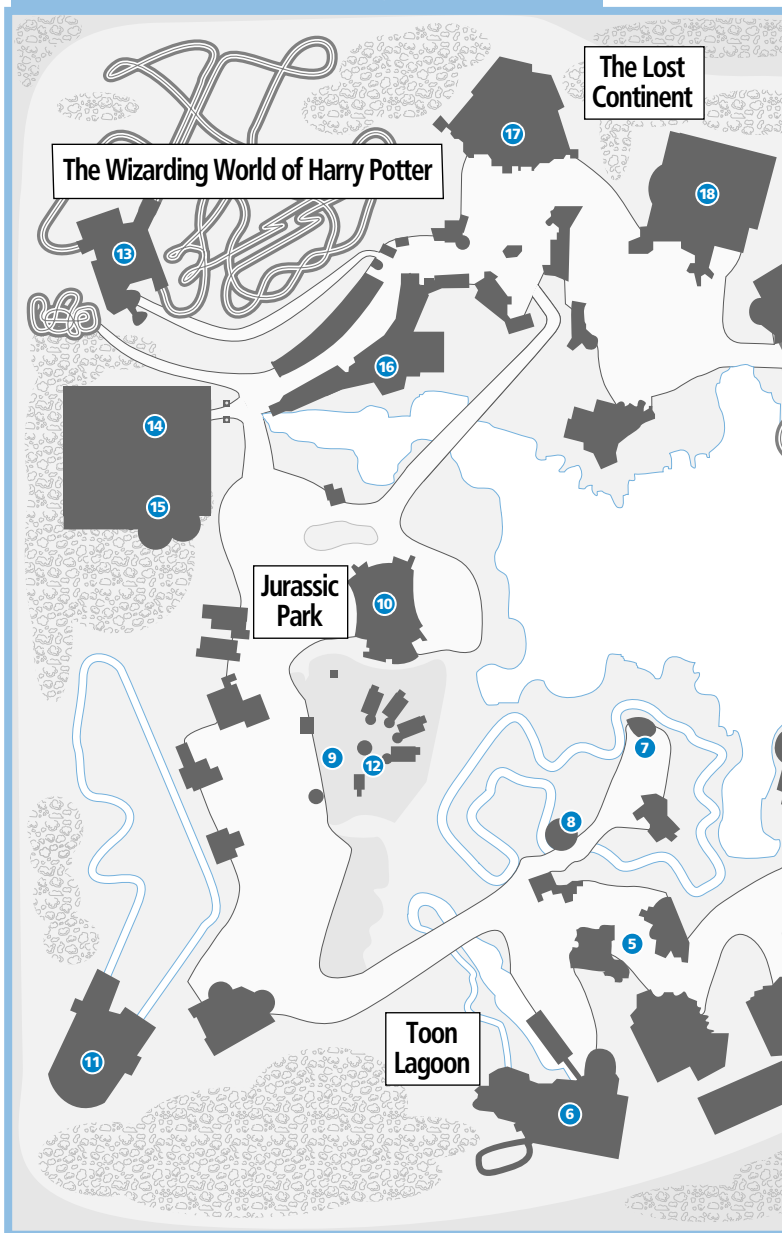 The Lost
Continent
17
The Wizarding World of Harry Potter
18
13
16
14
15
Jurassic
Park
10
7
9
12
8
5
Toon
Lagoon
11
6